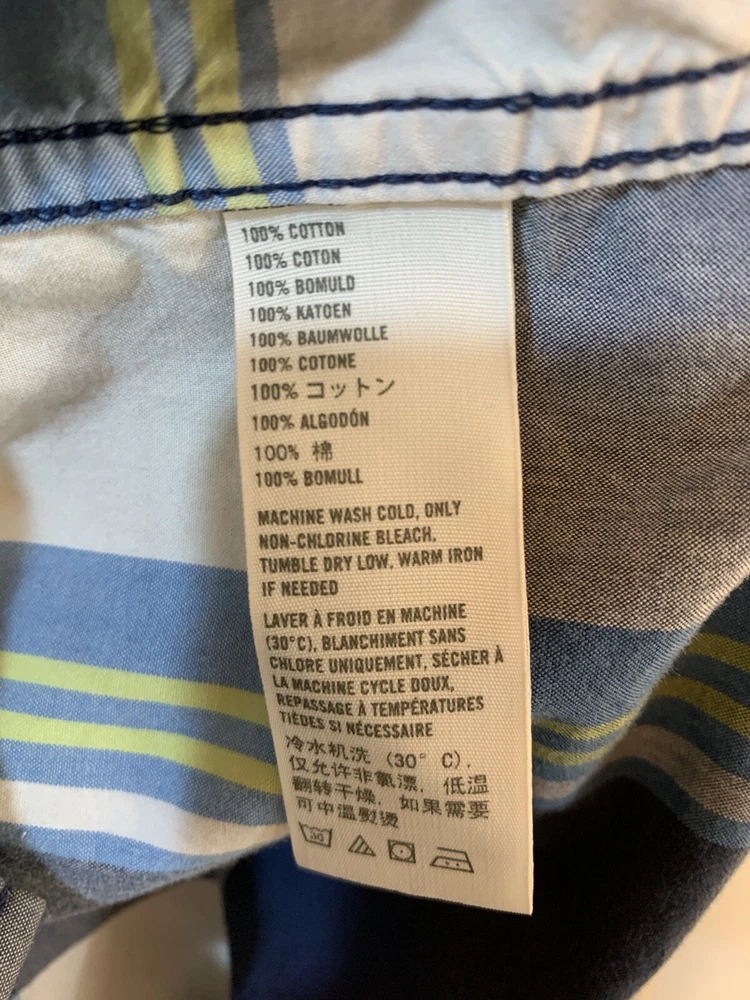 100% COTTON
100% COTON
100% BOMULD
100% KATOEN
100% BAUMWOLLE
100% COTONE
100% コットン
100% ALGODÓN
100% 棉
100% BOMULL
MACHINE WASH COLD, ONLY
NON-CHLORINE BLEACH,
TUMBLE DRY LOW, WARM IRON
IF NEEDED
LAVER À FROID EN MACHINE
(30°C), BLANCHIMENT SANS
CHLORE UNIQUEMENT, SÉCHER À
LA MACHINE CYCLE DOUX,
REPASSAGE À TEMPÉRATURES
TIÈDES SI NÉCESSAIRE
冷水机洗 (30° C),
仅允许非氯漂, 低温
翻转干燥, 如果需要
可中溫熨烫
30